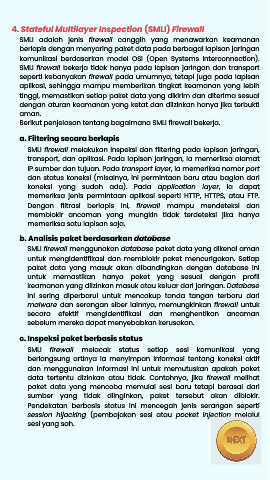 4. Stateful Multilayer Inspection (SMLI) Firewall
SMLI adalah jenis firewall canggih yang menawarkan keamanan
berlapis dengan menyaring paket data pada berbagai lapisan jaringan
komunikasi berdasarkan model OSI (Open Systems Interconnection).
SMLI firewall bekerja tidak hanya pada lapisan jaringan dan transport
seperti kebanyakan firewall pada umumnya, tetapi juga pada lapisan
aplikasi, sehingga mampu memberikan tingkat keamanan yang lebih
tinggi, memastikan setiap paket data yang dikirim dan diterima sesuai
dengan aturan keamanan yang ketat dan diizinkan hanya jika terbukti
aman.
Berikut penjelasan tentang bagaimana SMLI firewall bekerja.
a. Filtering secara berlapis
SMLI firewall melakukan inspeksi dan filtering pada lapisan jaringan,
transport, dan aplikasi. Pada lapisan jaringan, ia memeriksa alamat
IP sumber dan tujuan. Pada transport layer, ia memeriksa nomor port
dan status koneksi (misalnya, ini permintaan baru atau bagian dari
koneksi yang sudah ada). Pada application layer, ia dapat
memeriksa jenis permintaan aplikasi seperti HTTP, HTTPS, atau FTP.
Dengan filtrasi berlapis ini, firewall mampu mendeteksi dan
memblokir ancaman yang mungkin tidak terdeteksi jika hanya
memeriksa satu lapisan saja.
b. Analisis paket berdasarkan database
SMLI firewall menggunakan database paket data yang dikenal aman
untuk mengidentifikasi dan memblokir paket mencurigakan. Setiap
paket data yang masuk akan dibandingkan dengan database ini
untuk memastikan hanya paket yang sesuai dengan profil
keamanan yang diizinkan masuk atau keluar dari jaringan. Database
ini sering diperbarui untuk mencakup tanda tangan terbaru dari
malware dan serangan siber lainnya, memungkinkan firewall untuk
secara efektif mengidentifikasi dan menghentikan ancaman
sebelum mereka dapat menyebabkan kerusakan.
c. Inspeksi paket berbasis status
SMLI firewall melacak status setiap sesi komunikasi yang
berlangsung artinya ia menyimpan informasi tentang koneksi aktif
dan menggunakan informasi ini untuk memutuskan apakah paket
data tertentu diizinkan atau tidak. Contohnya, jika firewall melihat
paket data yang mencoba memulai sesi baru tetapi berasal dari
sumber yang tidak diinginkan, paket tersebut akan diblokir.
Pendekatan berbasis status ini mencegah jenis serangan seperti
session hijacking (pembajakan sesi) atau packet injection melalui
sesi yang sah.
NEXT